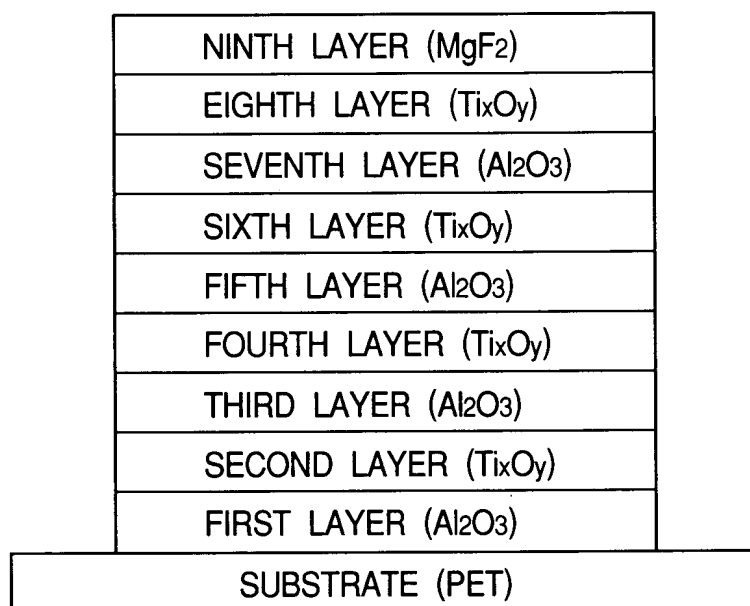 NINTH LAYER (MgF2)
EIGHTH LAYER (TixOy)
SEVENTH LAYER (Al2O3)
SIXTH LAYER (TixOy)
FIFTH LAYER (Al2O3)
FOURTH LAYER (TixOy)
THIRD LAYER (Al2O3)
SECOND LAYER (TixOy)
FIRST LAYER (Al2O3)
SUBSTRATE (PET)